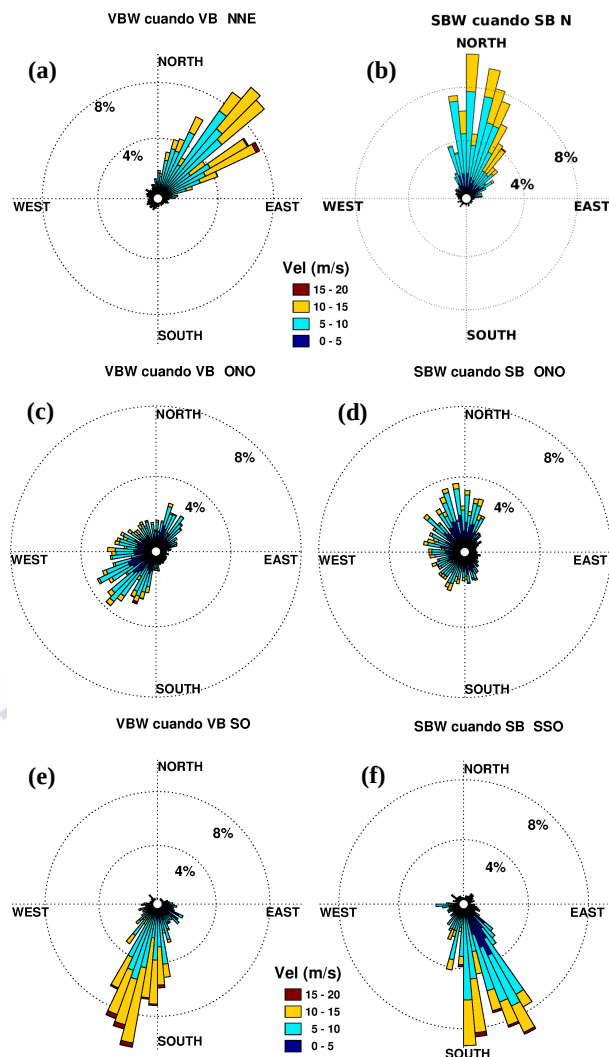 VBW cuando VB NNE
(a)
NORTH
8%
4%
WEST
EAST
SOUTH
SBW cuando SB N
(b)
NORTH
8%
4%
WEST
EAST
SOUTH
Vel (m/s)
15 - 20
10 - 15
5 - 10
0 - 5
VBW cuando VB ONO
(c)
NORTH
8%
4%
WEST
EAST
SOUTH
SBW cuando SB ONO
(d)
NORTH
8%
4%
WEST
EAST
SOUTH
VBW cuando VB SO
(e)
NORTH
8%
4%
WEST
EAST
SOUTH
SBW cuando SB SSO
(f)
NORTH
8%
4%
WEST
EAST
SOUTH
Vel (m/s)
15 - 20
10 - 15
5 - 10
0 - 5